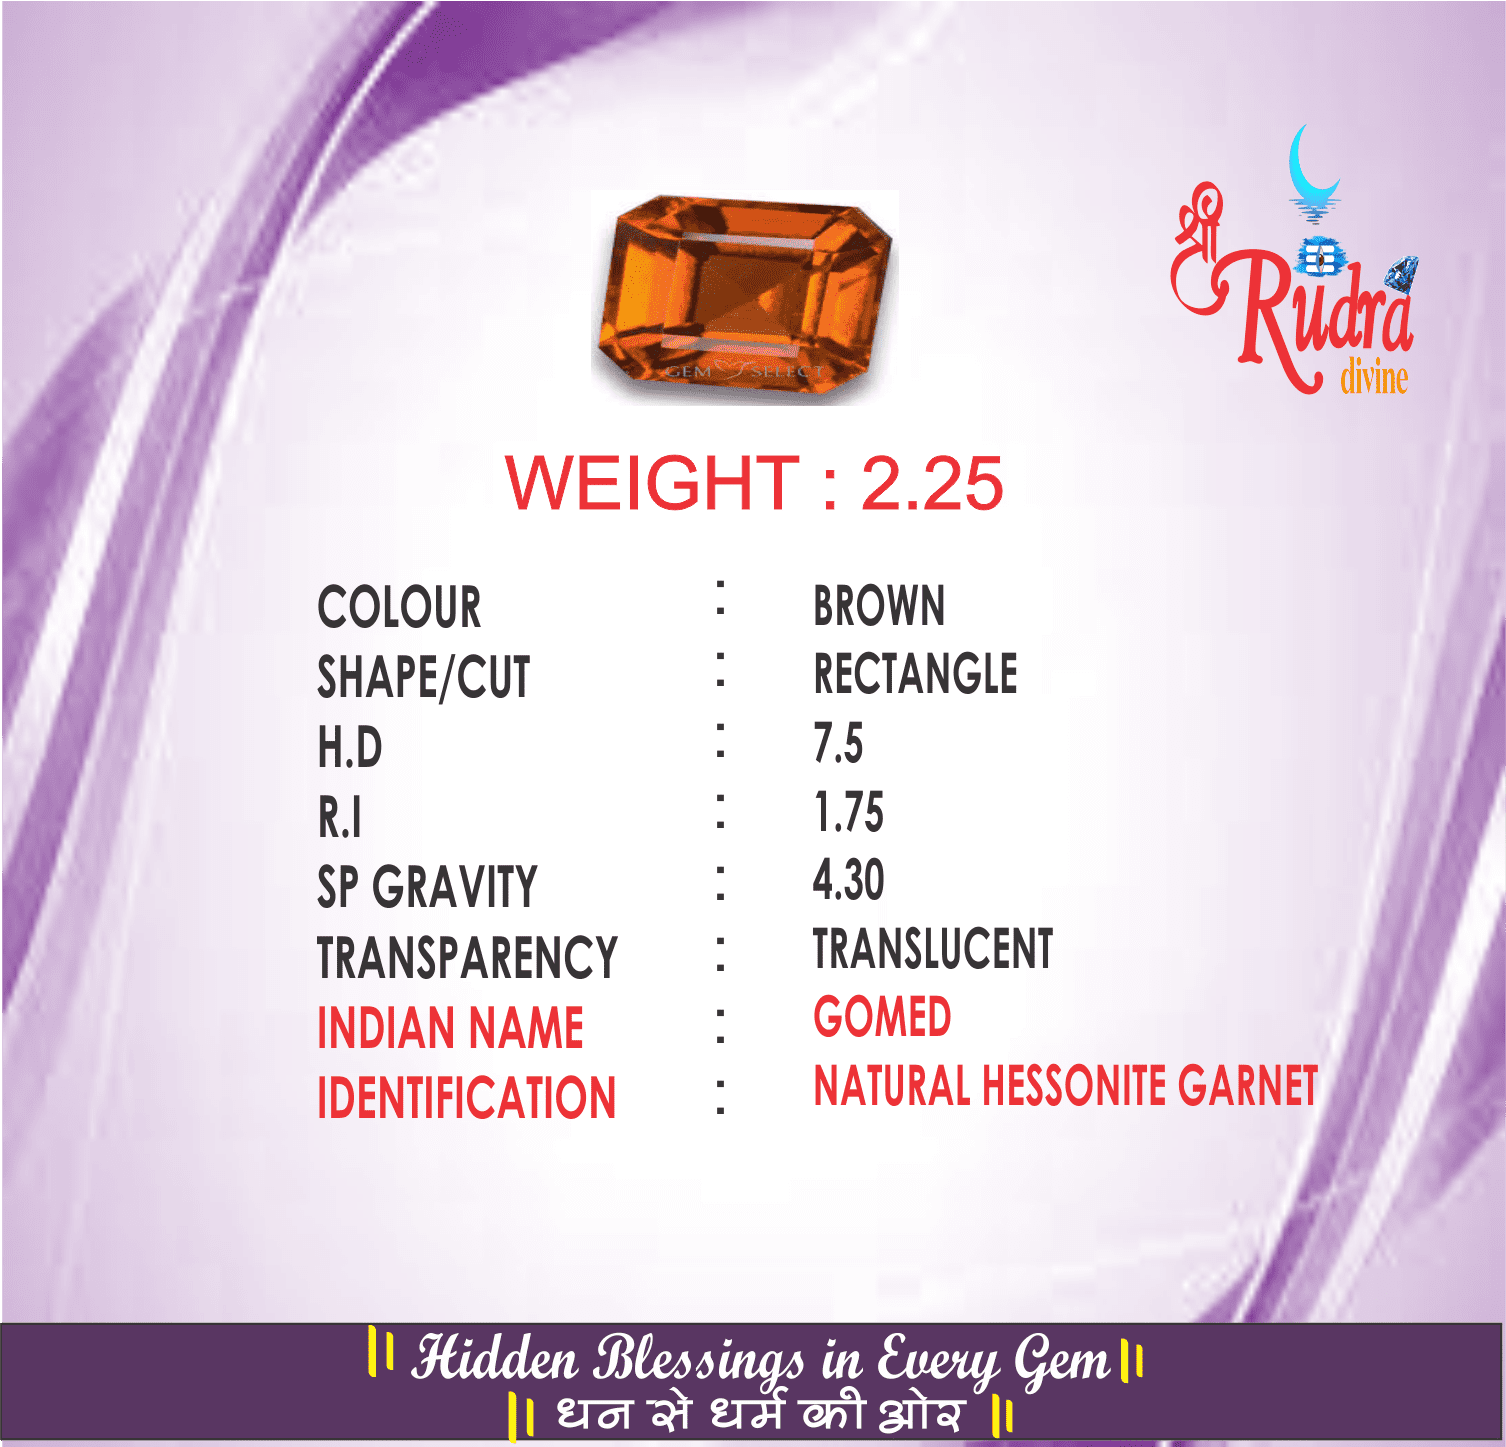 श्री
Rudra
divine
GEM SELECT
WEIGHT : 2.25
COLOUR : BROWN
SHAPE/CUT : RECTANGLE
H.D : 7.5
R.I : 1.75
SP GRAVITY : 4.30
TRANSPARENCY : TRANSLUCENT
INDIAN NAME : GOMED
IDENTIFICATION : NATURAL HESSONITE GARNET
|| Hidden Blessings in Every Gem ||
|| धन से धर्म की ओर ||